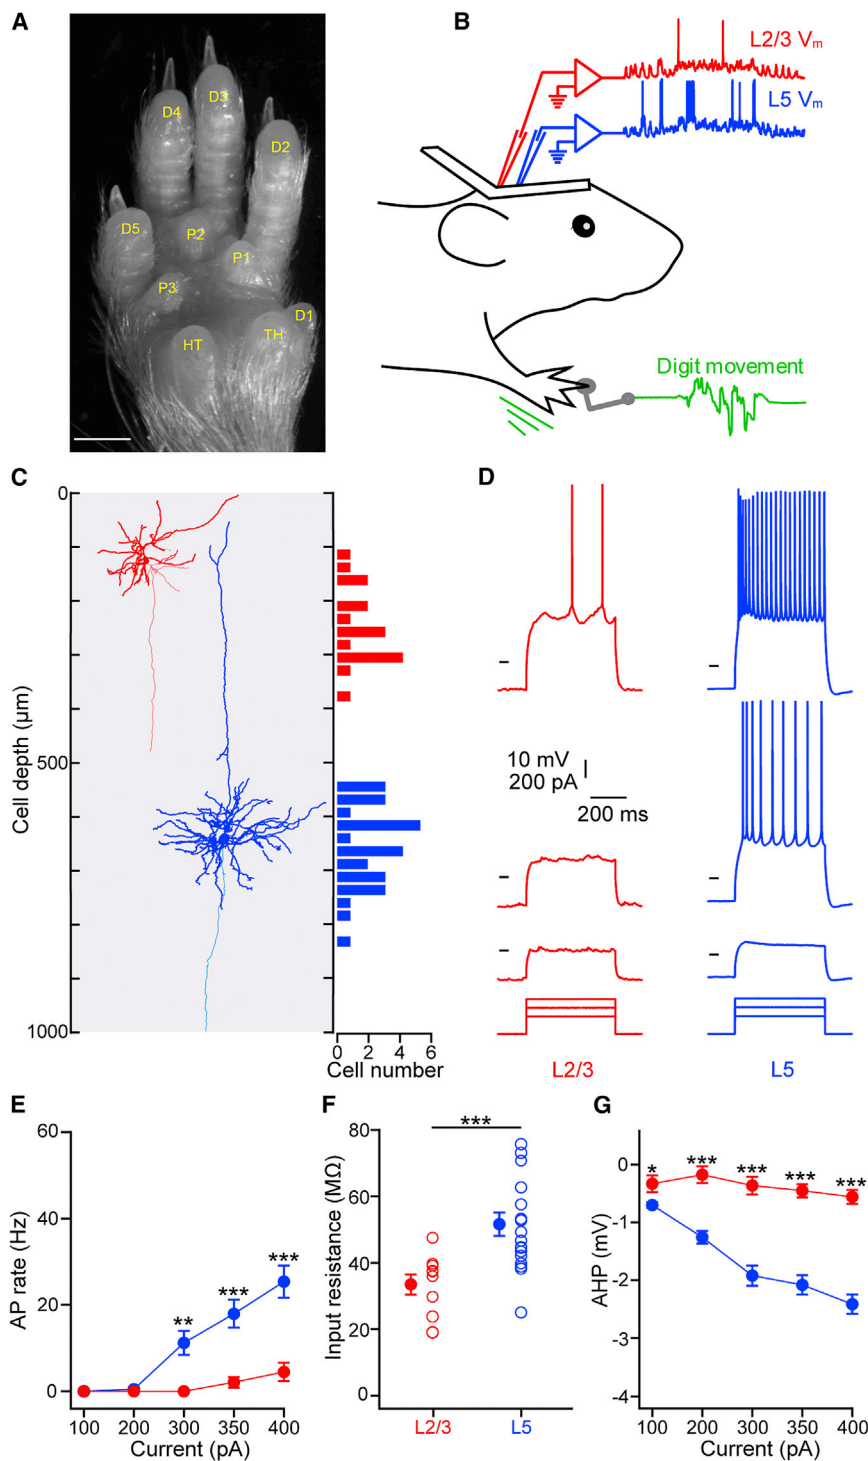 A
D4
D3
D2
D5
P2
P1
P3
D1
HT
TH
B
L2/3 Vm
L5 Vm
Digit movement
C
0
500
1000
Cell depth (µm)
0 2 4 6
Cell number
D
10 mV
200 pA
200 ms
L2/3
L5
E
60
40
20
0
AP rate (Hz)
**
***
***
100 200 300 350 400
Current (pA)
F
***
80
60
40
20
0
Input resistance (MΩ)
L2/3
L5
G
0
-1
-2
-3
-4
AHP (mV)
*
***
***
***
***
100 200 300 350 400
Current (pA)